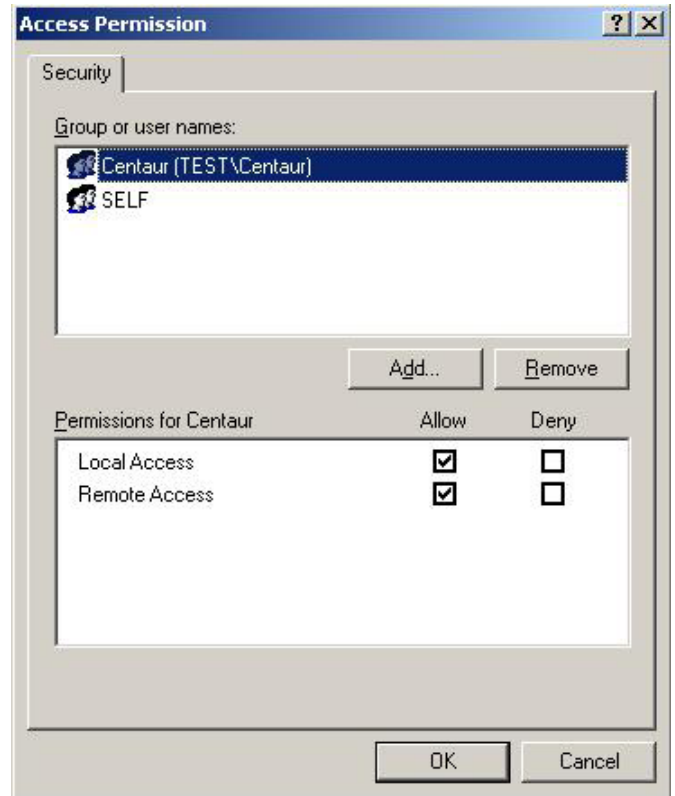 Access Permission
Security
Group or user names:
Centaur (TEST\Centaur)
SELF
Add... Remove
Permissions for Centaur Allow Deny
Local Access
Remote Access
OK Cancel